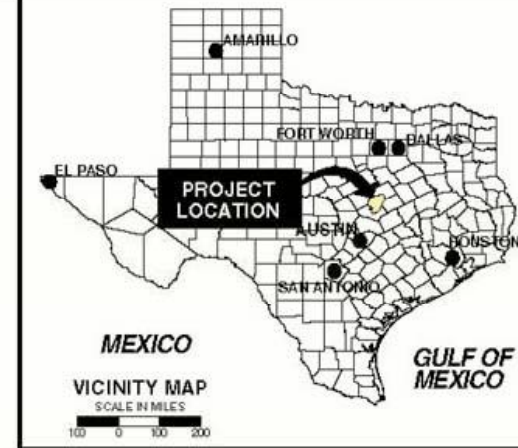 AMARILLO
FORT WORTH
DALLAS
EL PASO
PROJECT
LOCATION
AUSTIN
HOUSTON
SAN ANTONIO
MEXICO
GULF OF
MEXICO
VICINITY MAP
SCALE IN MILES
100 0 100 200